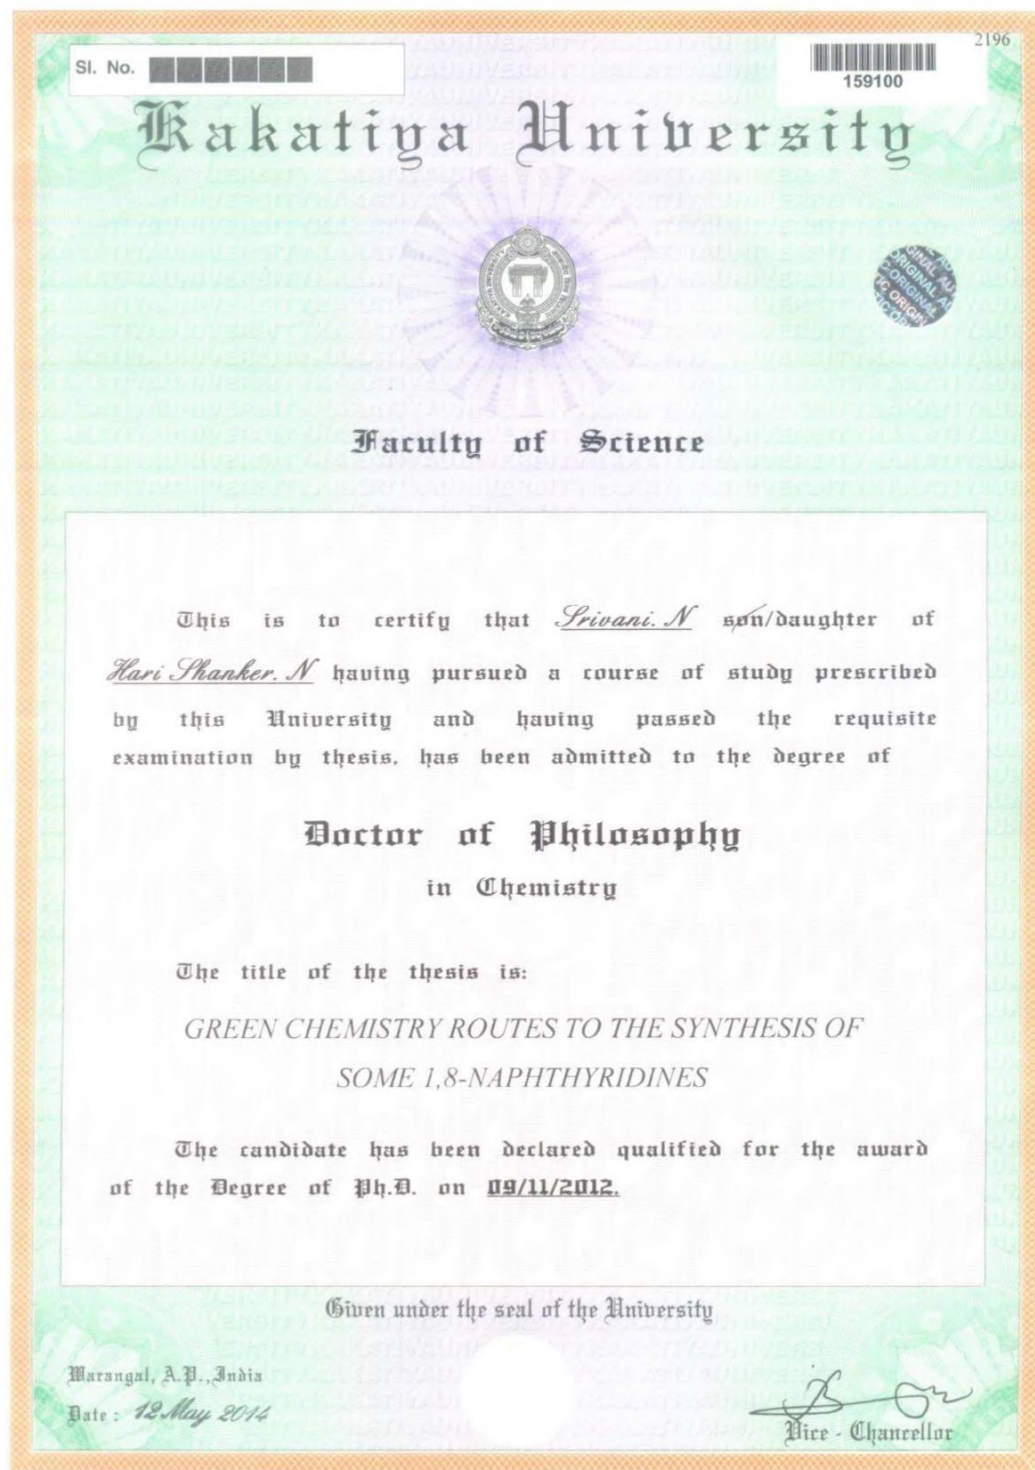 2196
Sl. No.
159100
Kakatiya University
Faculty of Science
This is to certify that Srivani. N son/daughter of
Hari Shanker. N having pursued a course of study prescribed
by this University and having passed the requisite
examination by thesis, has been admitted to the degree of
Doctor of Philosophy
in Chemistry
The title of the thesis is:
GREEN CHEMISTRY ROUTES TO THE SYNTHESIS OF
SOME 1,8-NAPHTHYRIDINES
The candidate has been declared qualified for the award
of the Degree of Ph.D. on 09/11/2012.
Given under the seal of the University
Warangal, A.P., India
Date : 12 May 2014
Vice - Chancellor